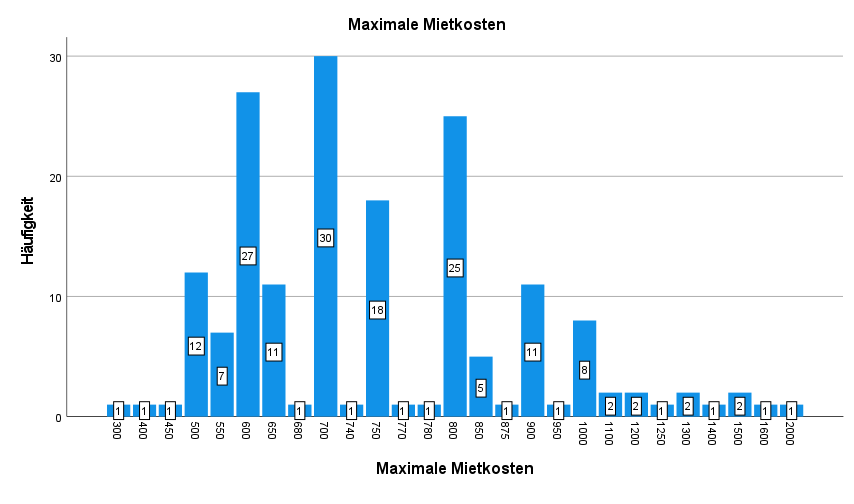 Maximale Mietkosten
Häufigkeit
30
20
10
0
1 1 1 12 7 27 11 1 30 1 18 1 1 25 5 1 11 1 8 2 2 1 2 1 2 1 1
300 400 450 500 550 600 650 680 700 740 750 770 780 800 850 875 900 950 1000 1100 1200 1250 1300 1400 1500 1600 2000
Maximale Mietkosten